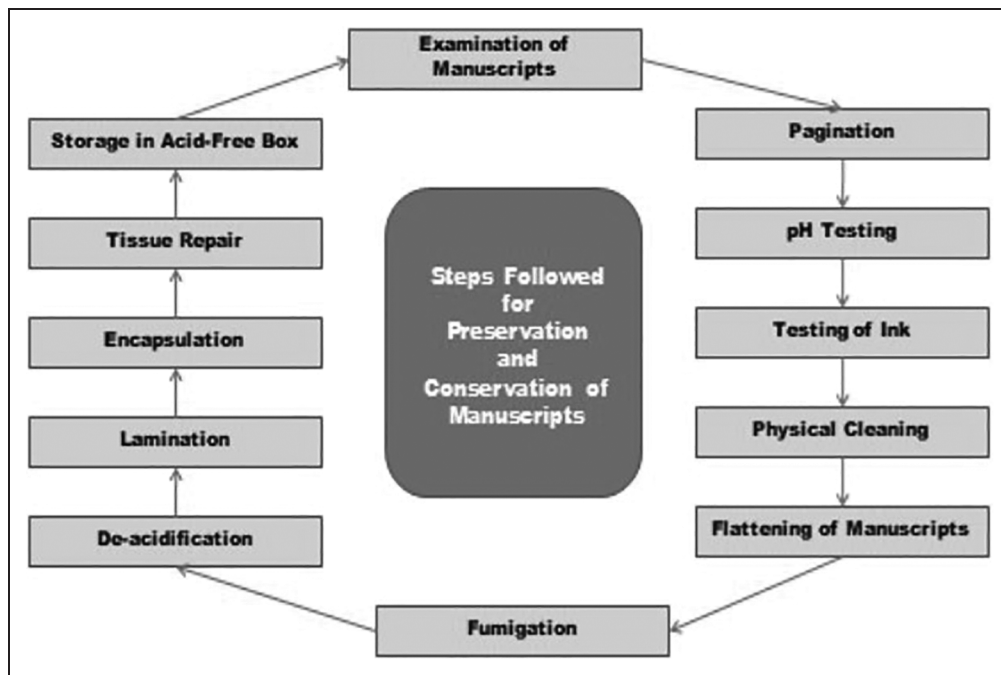 Examination of
Manuscripts
Pagination
pH Testing
Testing of Ink
Physical Cleaning
Flattening of Manuscripts
Fumigation
De-acidification
Lamination
Encapsulation
Tissue Repair
Storage in Acid-Free Box
Steps Followed
for
Preservation
and
Conservation of
Manuscripts